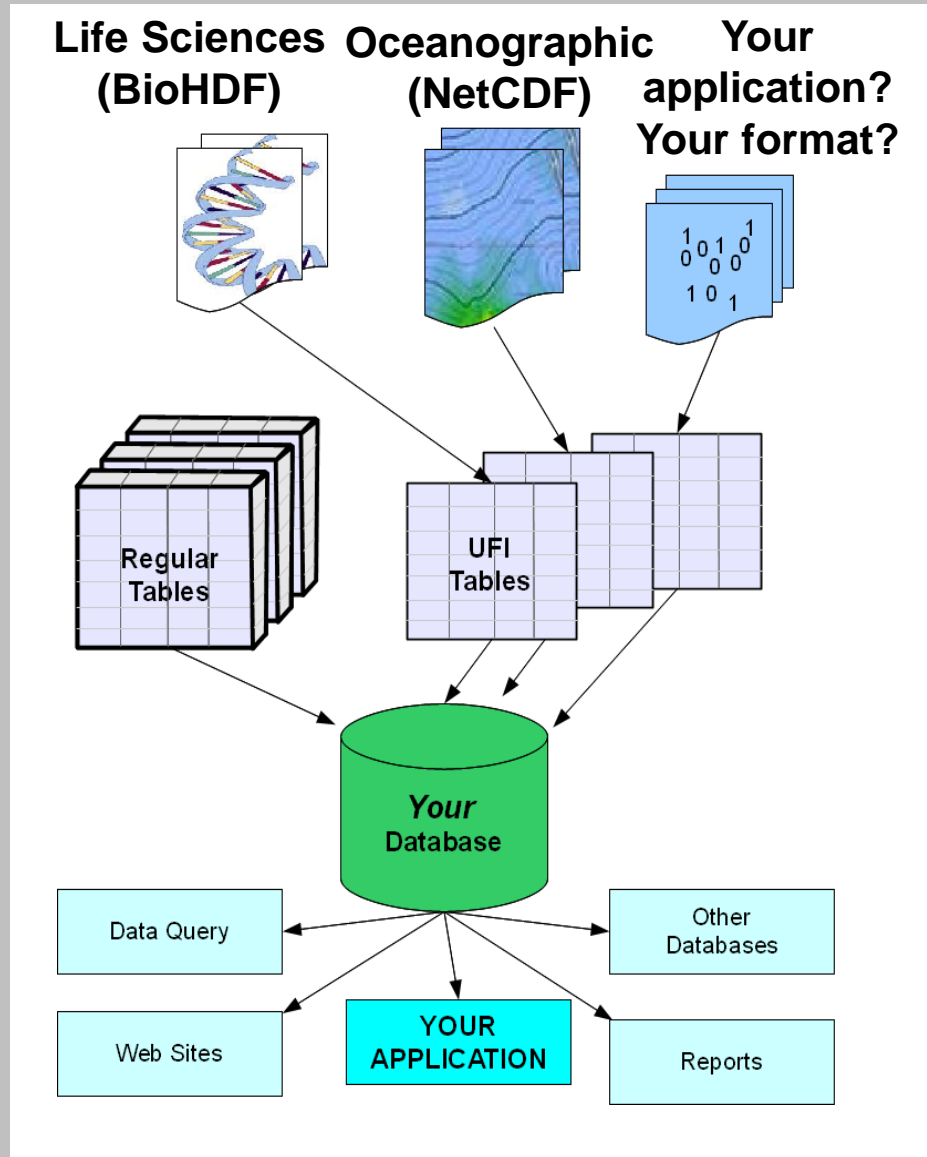 Life Sciences
(BioHDF)
Oceanographic
(NetCDF)
Your
application?
Your format?
1 0 1 0 1
0 0 0
1 0 1
Regular
Tables
UFI
Tables
Your
Database
Data Query
Other
Databases
Web Sites
YOUR
APPLICATION
Reports